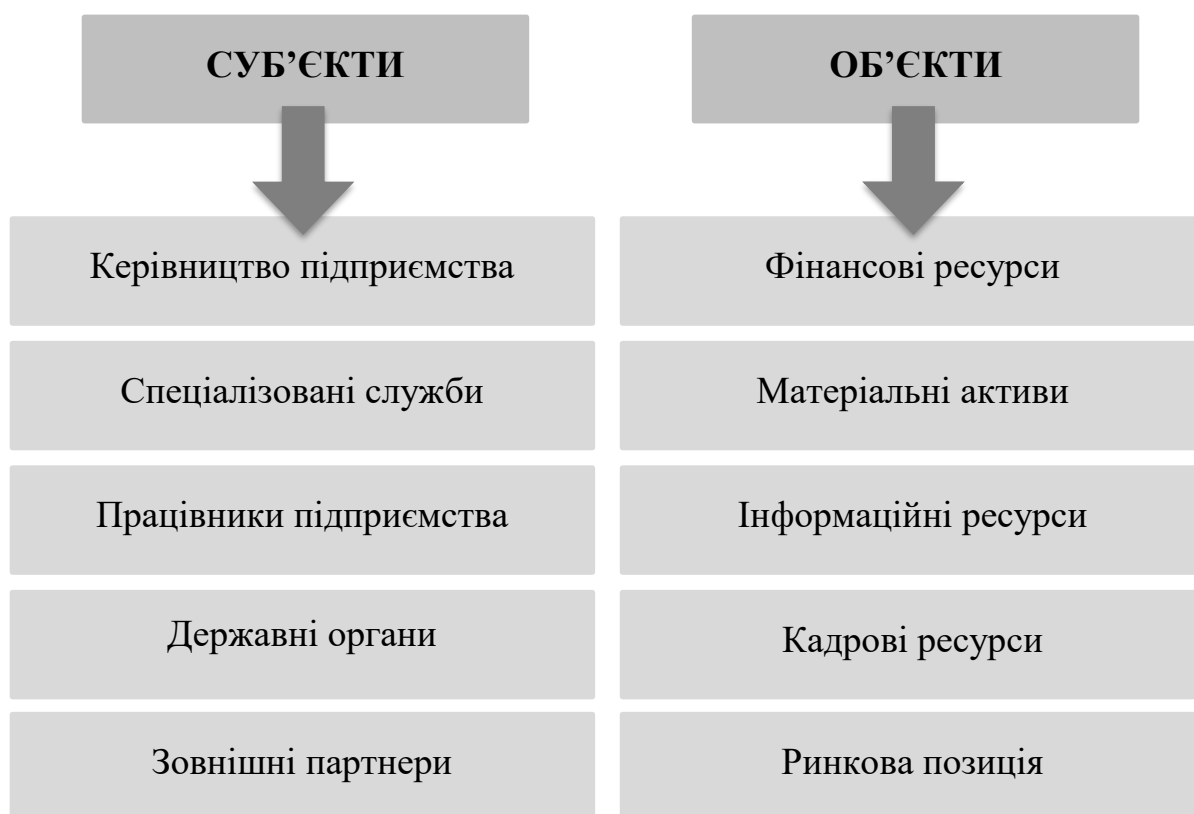 СУБ’ЄКТИ
Керівництво підприємства
Спеціалізовані служби
Працівники підприємства
Державні органи
Зовнішні партнери
ОБ’ЄКТИ
Фінансові ресурси
Матеріальні активи
Інформаційні ресурси
Кадрові ресурси
Ринкова позиція